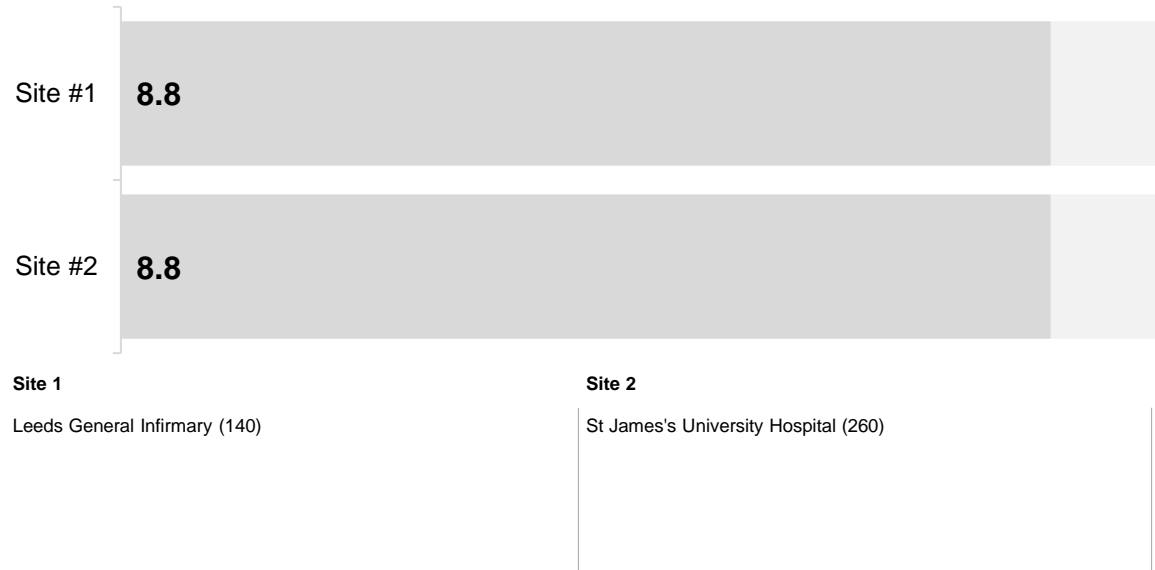 Site #1 8.8
Site #2 8.8
Site 1
Leeds General Infirmary (140)
Site 2
St James's University Hospital (260)